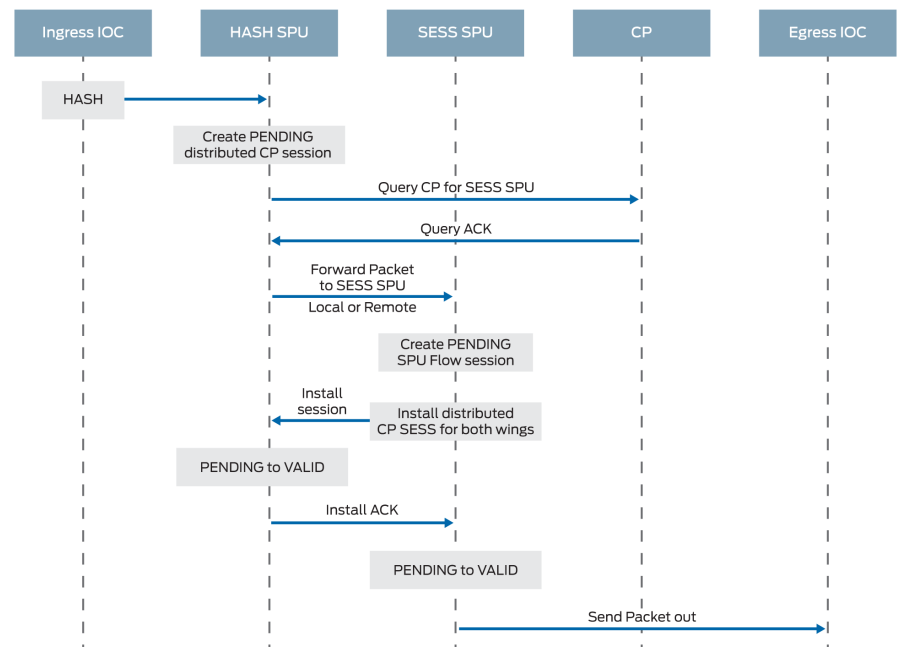 Ingress IOC
HASH SPU
SESS SPU
CP
Egress IOC
HASH
Create PENDING
distributed CP session
Query CP for SESS SPU
Query ACK
Forward Packet
to SESS SPU
Local or Remote
Create PENDING
SPU Flow session
Install
session
Install distributed
CP SESS for both wings
PENDING to VALID
Install ACK
PENDING to VALID
Send Packet out